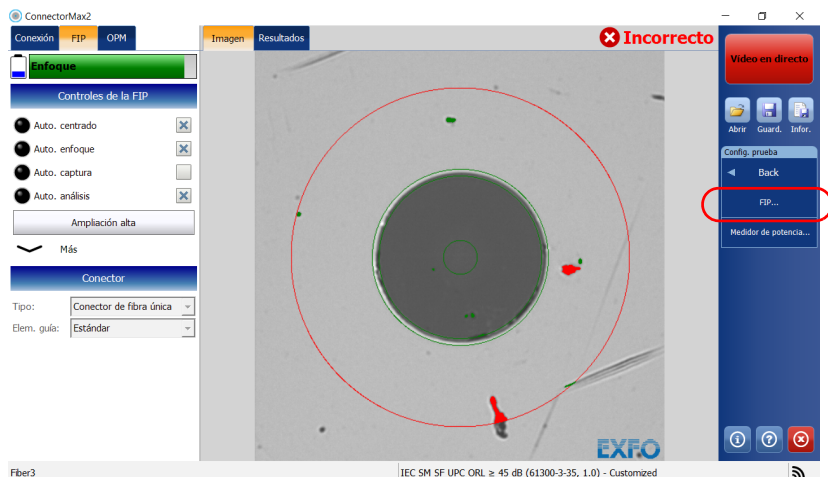 ConnectorMax2
Conexión FIP OPM
Enfoque
Controles de la FIP
Auto. centrado
Auto. enfoque
Auto. captura
Auto. análisis
Ampliación alta
Más
Conector
Tipo: Conector de fibra única
Elem. guía: Estándar
Imagen Resultados
Incorrecto
EXFO
Vídeo en directo
Abrir Guard. Infor.
Config. prueba
Back
FIP...
Medidor de potencia...
Fiber3 IEC SM SF UPC ORL ≥ 45 dB (61300-3-35, 1.0) - Customized